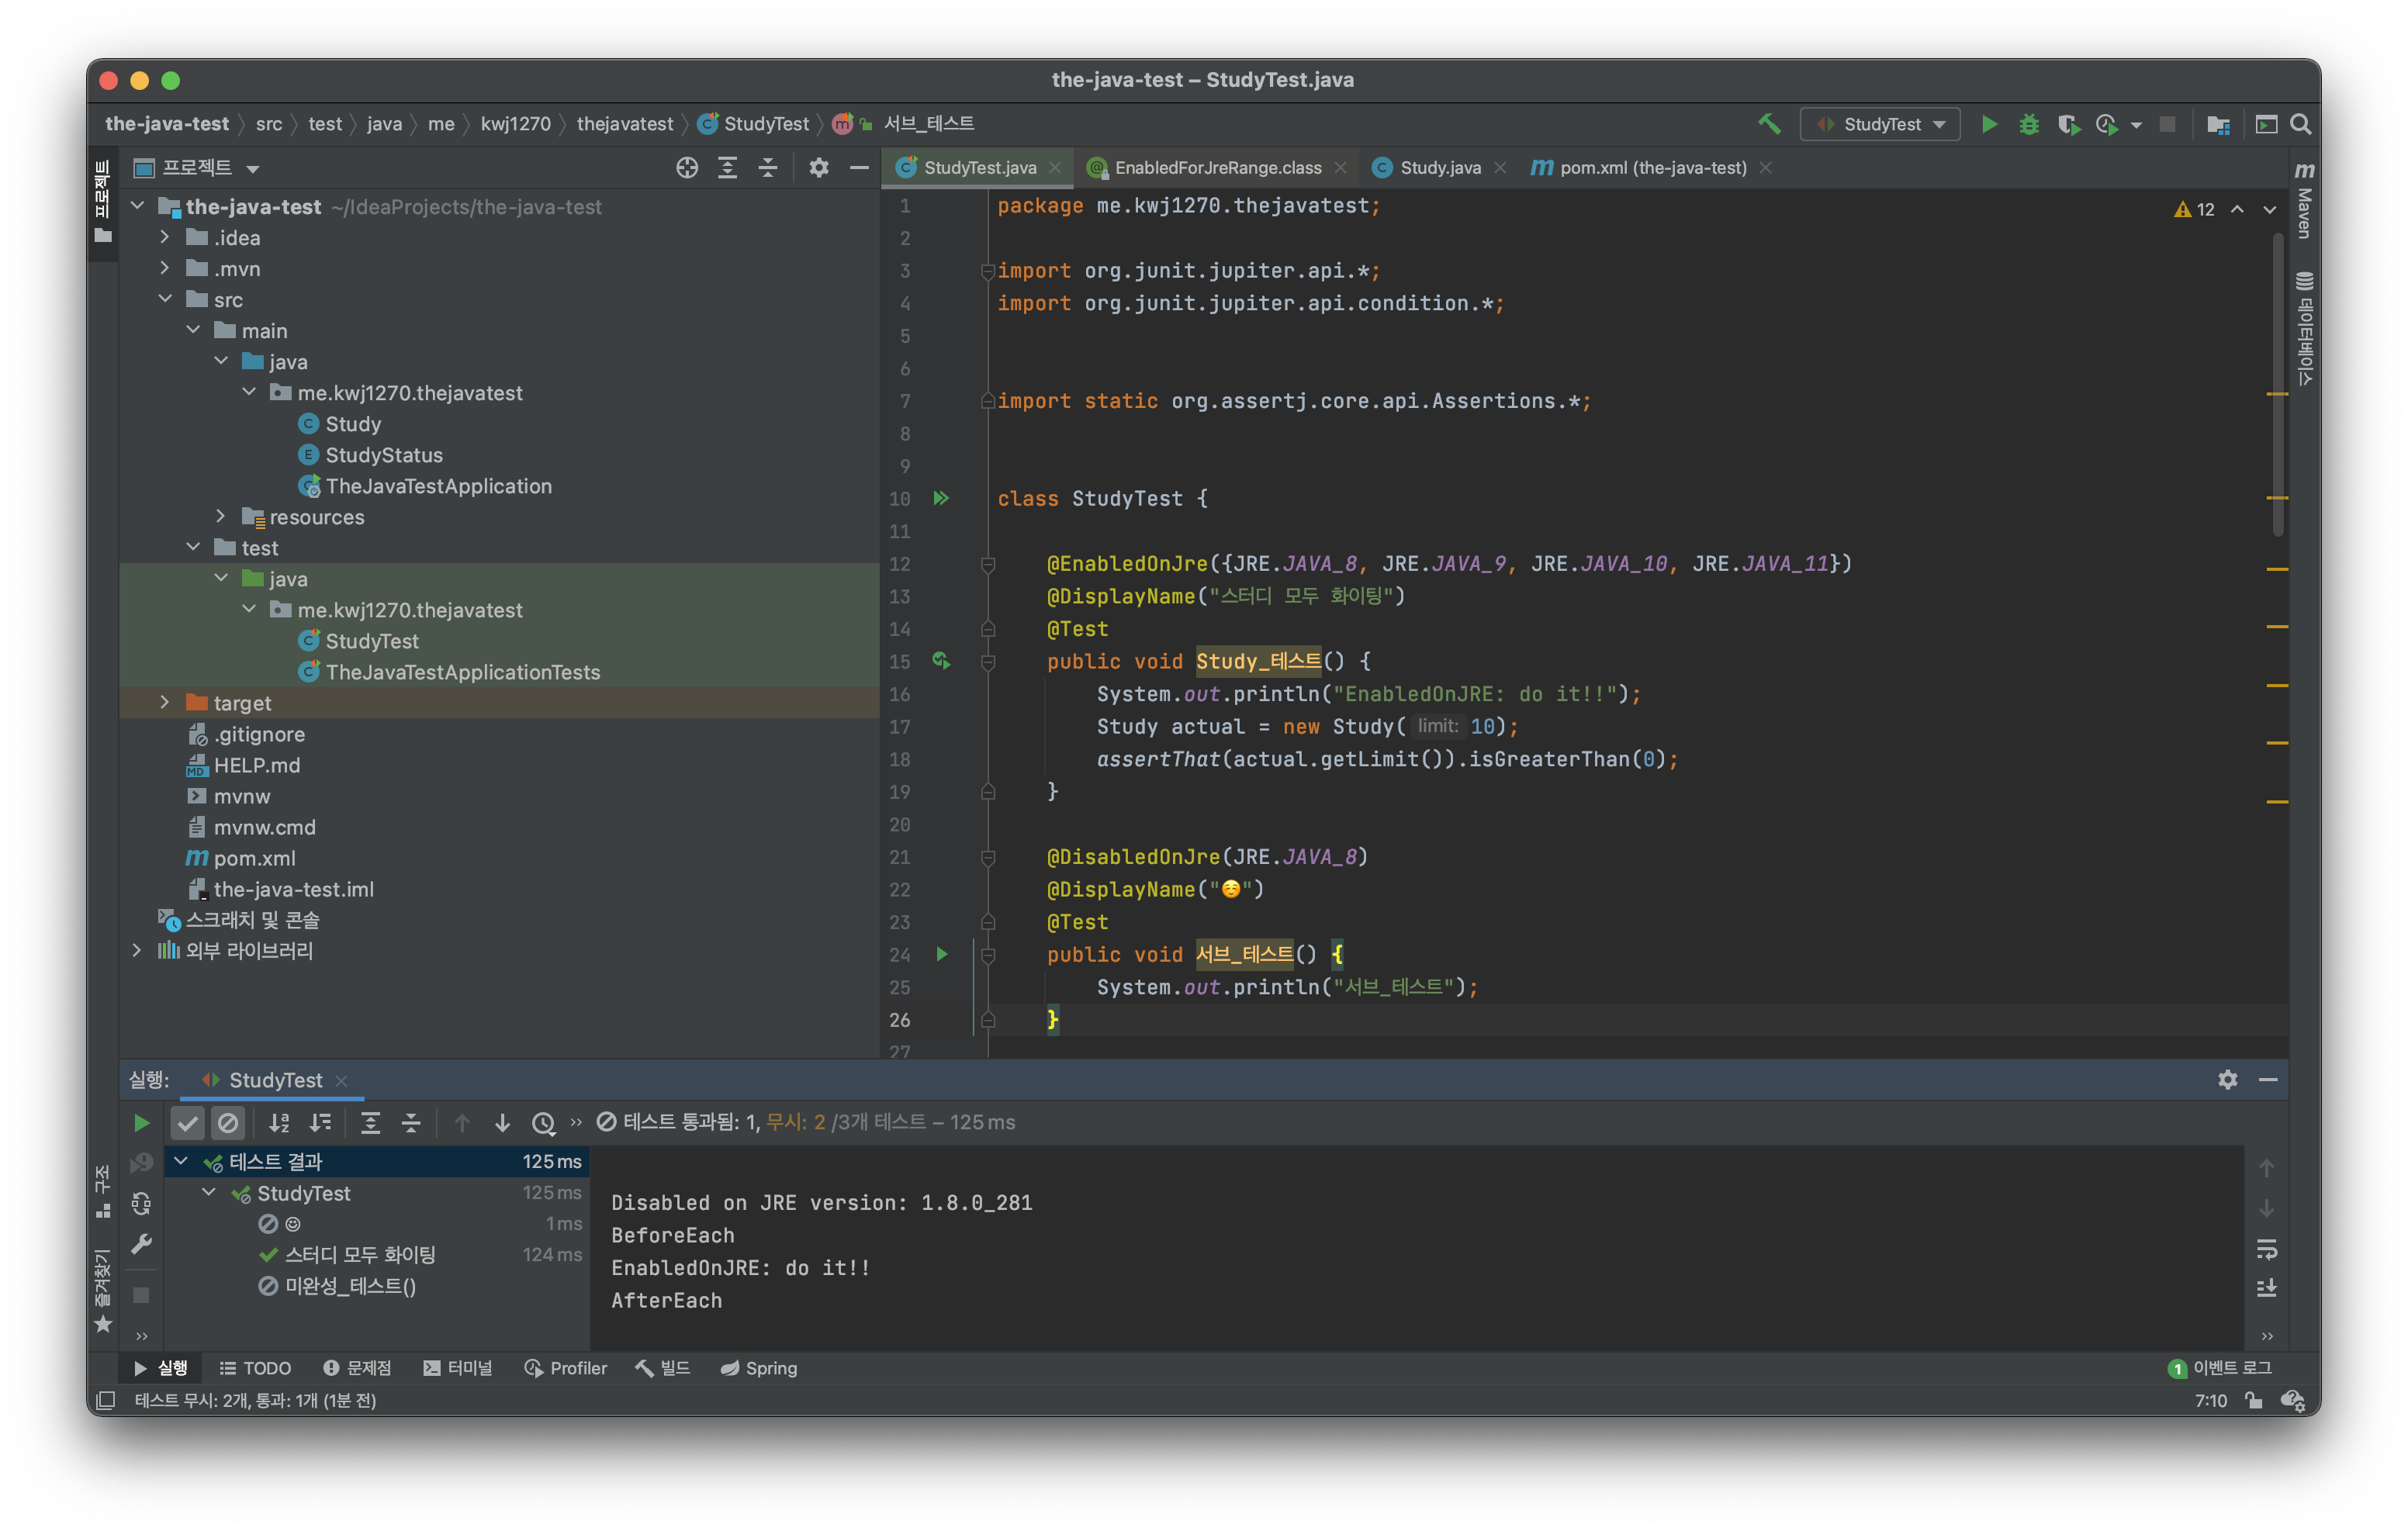 the-java-test – StudyTest.java
the-java-test src test java me kwj1270 thejavatest StudyTest 서브_테스트
StudyTest
프로젝트
StudyTest.java EnabledForJreRange.class Study.java pom.xml (the-java-test)
프로젝트
Maven
데이터베이스
구조
즐겨찾기
the-java-test ~/IdeaProjects/the-java-test
.idea
.mvn
src
main
java
me.kwj1270.thejavatest
Study
StudyStatus
TheJavaTestApplication
resources
test
java
me.kwj1270.thejavatest
StudyTest
TheJavaTestApplicationTests
target
.gitignore
HELP.md
mvnw
mvnw.cmd
pom.xml
the-java-test.iml
스크래치 및 콘솔
외부 라이브러리
12
1 package me.kwj1270.thejavatest;
2
3 import org.junit.jupiter.api.*;
4 import org.junit.jupiter.api.condition.*;
5
6
7 import static org.assertj.core.api.Assertions.*;
8
9
10 class StudyTest {
11
12 @EnabledOnJre({JRE.JAVA_8, JRE.JAVA_9, JRE.JAVA_10, JRE.JAVA_11})
13 @DisplayName("스터디 모두 화이팅")
14 @Test
15 public void Study_테스트() {
16 System.out.println("EnabledOnJRE: do it!!");
17 Study actual = new Study( limit: 10);
18 assertThat(actual.getLimit()).isGreaterThan(0);
19 }
20
21 @DisabledOnJre(JRE.JAVA_8)
22 @DisplayName("☺️")
23 @Test
24 public void 서브_테스트() {
25 System.out.println("서브_테스트");
26 }
27
실행: StudyTest
테스트 통과됨: 1, 무시: 2 /3개 테스트 – 125 ms
테스트 결과 125 ms
StudyTest 125 ms
☺ 1 ms
스터디 모두 화이팅 124 ms
미완성_테스트()
Disabled on JRE version: 1.8.0_281
BeforeEach
EnabledOnJRE: do it!!
AfterEach
실행 TODO 문제점 터미널 Profiler 빌드 Spring
1 이벤트 로그
테스트 무시: 2개, 통과: 1개 (1분 전)
7:10